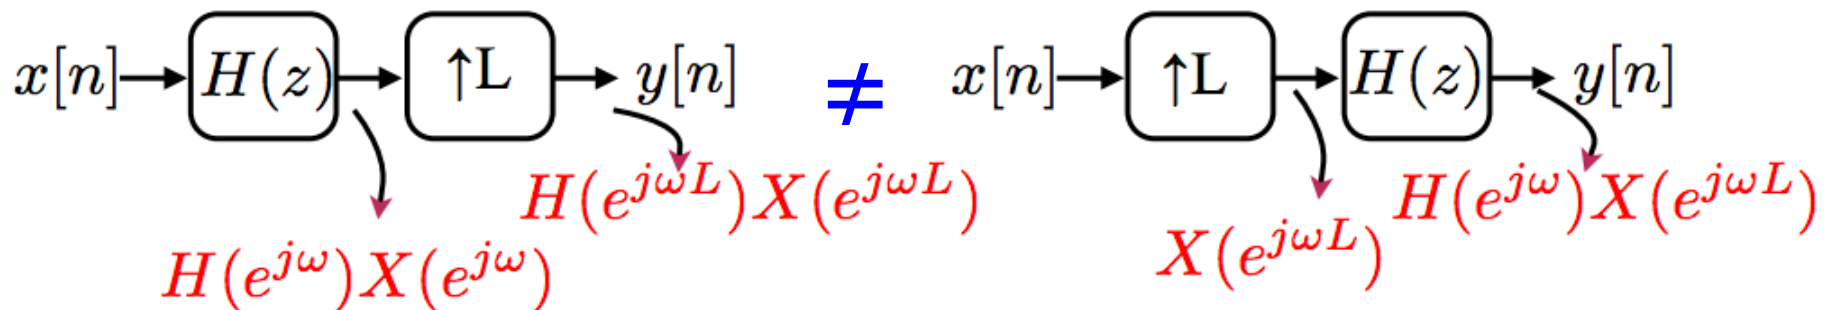 x[n] H(z) ↑L y[n] ≠ x[n] ↑L H(z) y[n]
H(e^{jωL})X(e^{jωL}) H(e^{jω})X(e^{jωL})
H(e^{jω})X(e^{jω}) X(e^{jωL})